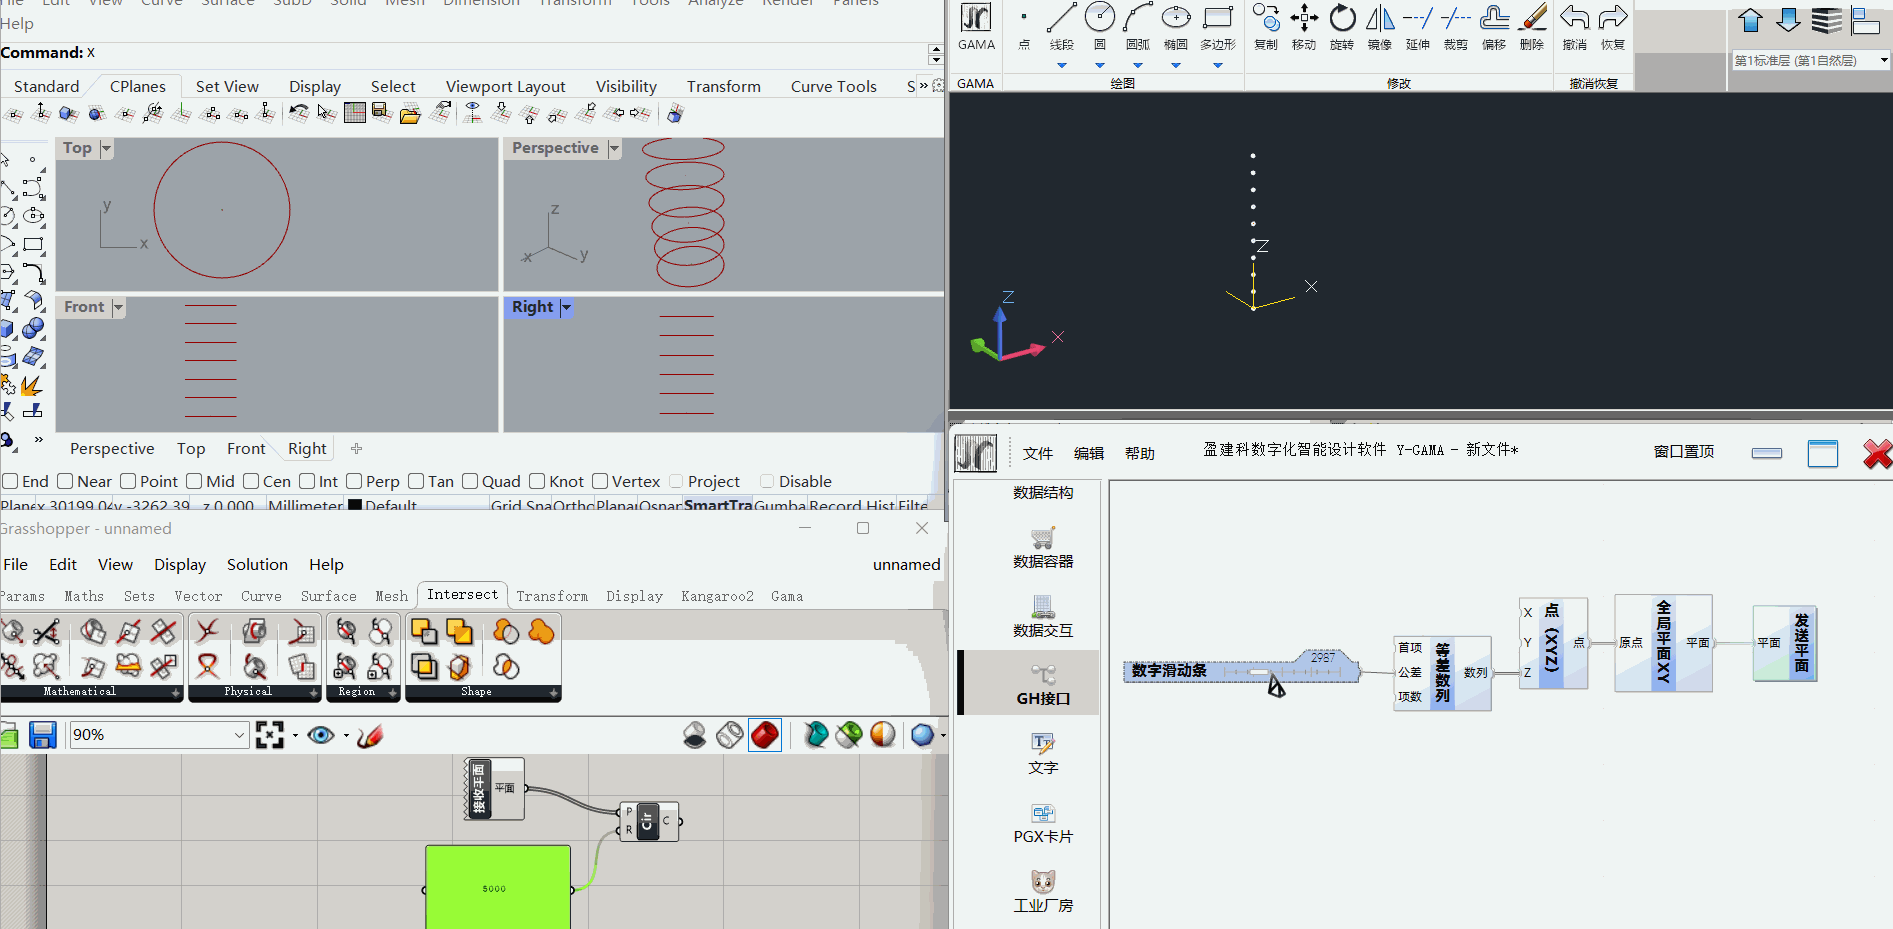 File Edit View Curve Surface SubD Solid Mesh Dimension Transform Tools Analyze Render Panels
Help
Command: X
Standard CPlanes Set View Display Select Viewport Layout Visibility Transform Curve Tools S »
Top
y
x
Perspective
z
x
y
Front
Right
»
Perspective Top Front Right
End Near Point Mid Cen Int Perp Tan Quad Knot Vertex Project Disable
x 30199.04 y -3262.39 z 0.000 Millimeter Default Grid Sna Ortho Planar Osnap SmartTra Gumba Record Hist Filte
Grasshopper - unnamed
File Edit View Display Solution Help unnamed
Params Maths Sets Vector Curve Surface Mesh Intersect Transform Display Kangaroo2 Gama
Mathematical Physical Region Shape
90%
接收平面 平面
P
R
Cir
C
5000
GAMA 点 线段 圆 圆弧 椭圆 多边形 复制 移动 旋转 镜像 延伸 裁剪 偏移 删除 撤消 恢复
第1标准层 (第1自然层)
GAMA 绘图 修改 撤消恢复
Z
X
Z
X
文件 编辑 帮助 盈建科数字化智能设计软件 Y-GAMA - 新文件* 窗口置顶
数据结构
数据容器
数据交互
GH接口
文字
PGX卡片
工业厂房
数字滑动条 2987
首项
公差
项数
等差数列
数列
X
Y
Z
点 (XYZ)
点
原点
全局平面XY
平面
平面
发送平面